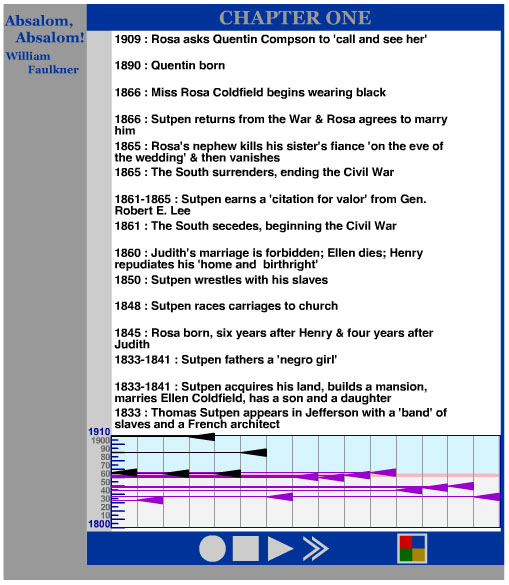 Absalom,
Absalom!
William
Faulkner
CHAPTER ONE
1909 : Rosa asks Quentin Compson to 'call and see her'
1890 : Quentin born
1866 : Miss Rosa Coldfield begins wearing black
1866 : Sutpen returns from the War & Rosa agrees to marry
him
1865 : Rosa's nephew kills his sister's fiance 'on the eve of
the wedding' & then vanishes
1865 : The South surrenders, ending the Civil War
1861-1865 : Sutpen earns a 'citation for valor' from Gen.
Robert E. Lee
1861 : The South secedes, beginning the Civil War
1860 : Judith's marriage is forbidden; Ellen dies; Henry
repudiates his 'home and birthright'
1850 : Sutpen wrestles with his slaves
1848 : Sutpen races carriages to church
1845 : Rosa born, six years after Henry & four years after
Judith
1833-1841 : Sutpen fathers a 'negro girl'
1833-1841 : Sutpen acquires his land, builds a mansion,
marries Ellen Coldfield, has a son and a daughter
1833 : Thomas Sutpen appears in Jefferson with a 'band' of
slaves and a French architect
1910
1900
90
80
70
60
50
40
30
20
10
1800